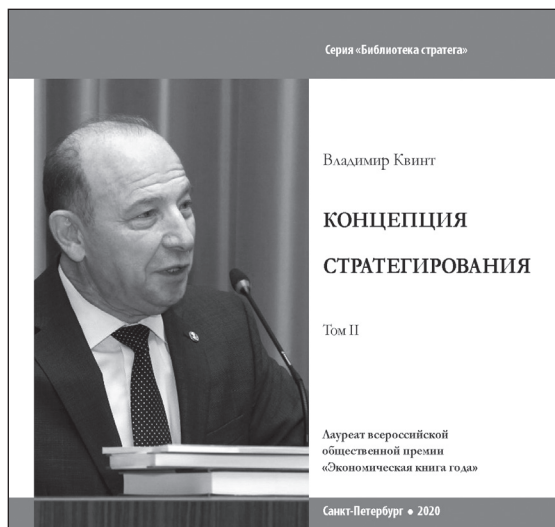 Серия «Библиотека стратега»
Владимир Квинт
КОНЦЕПЦИЯ
СТРАТЕГИРОВАНИЯ
Том II
Лауреат всероссийской
общественной премии
«Экономическая книга года»
Санкт-Петербург • 2020